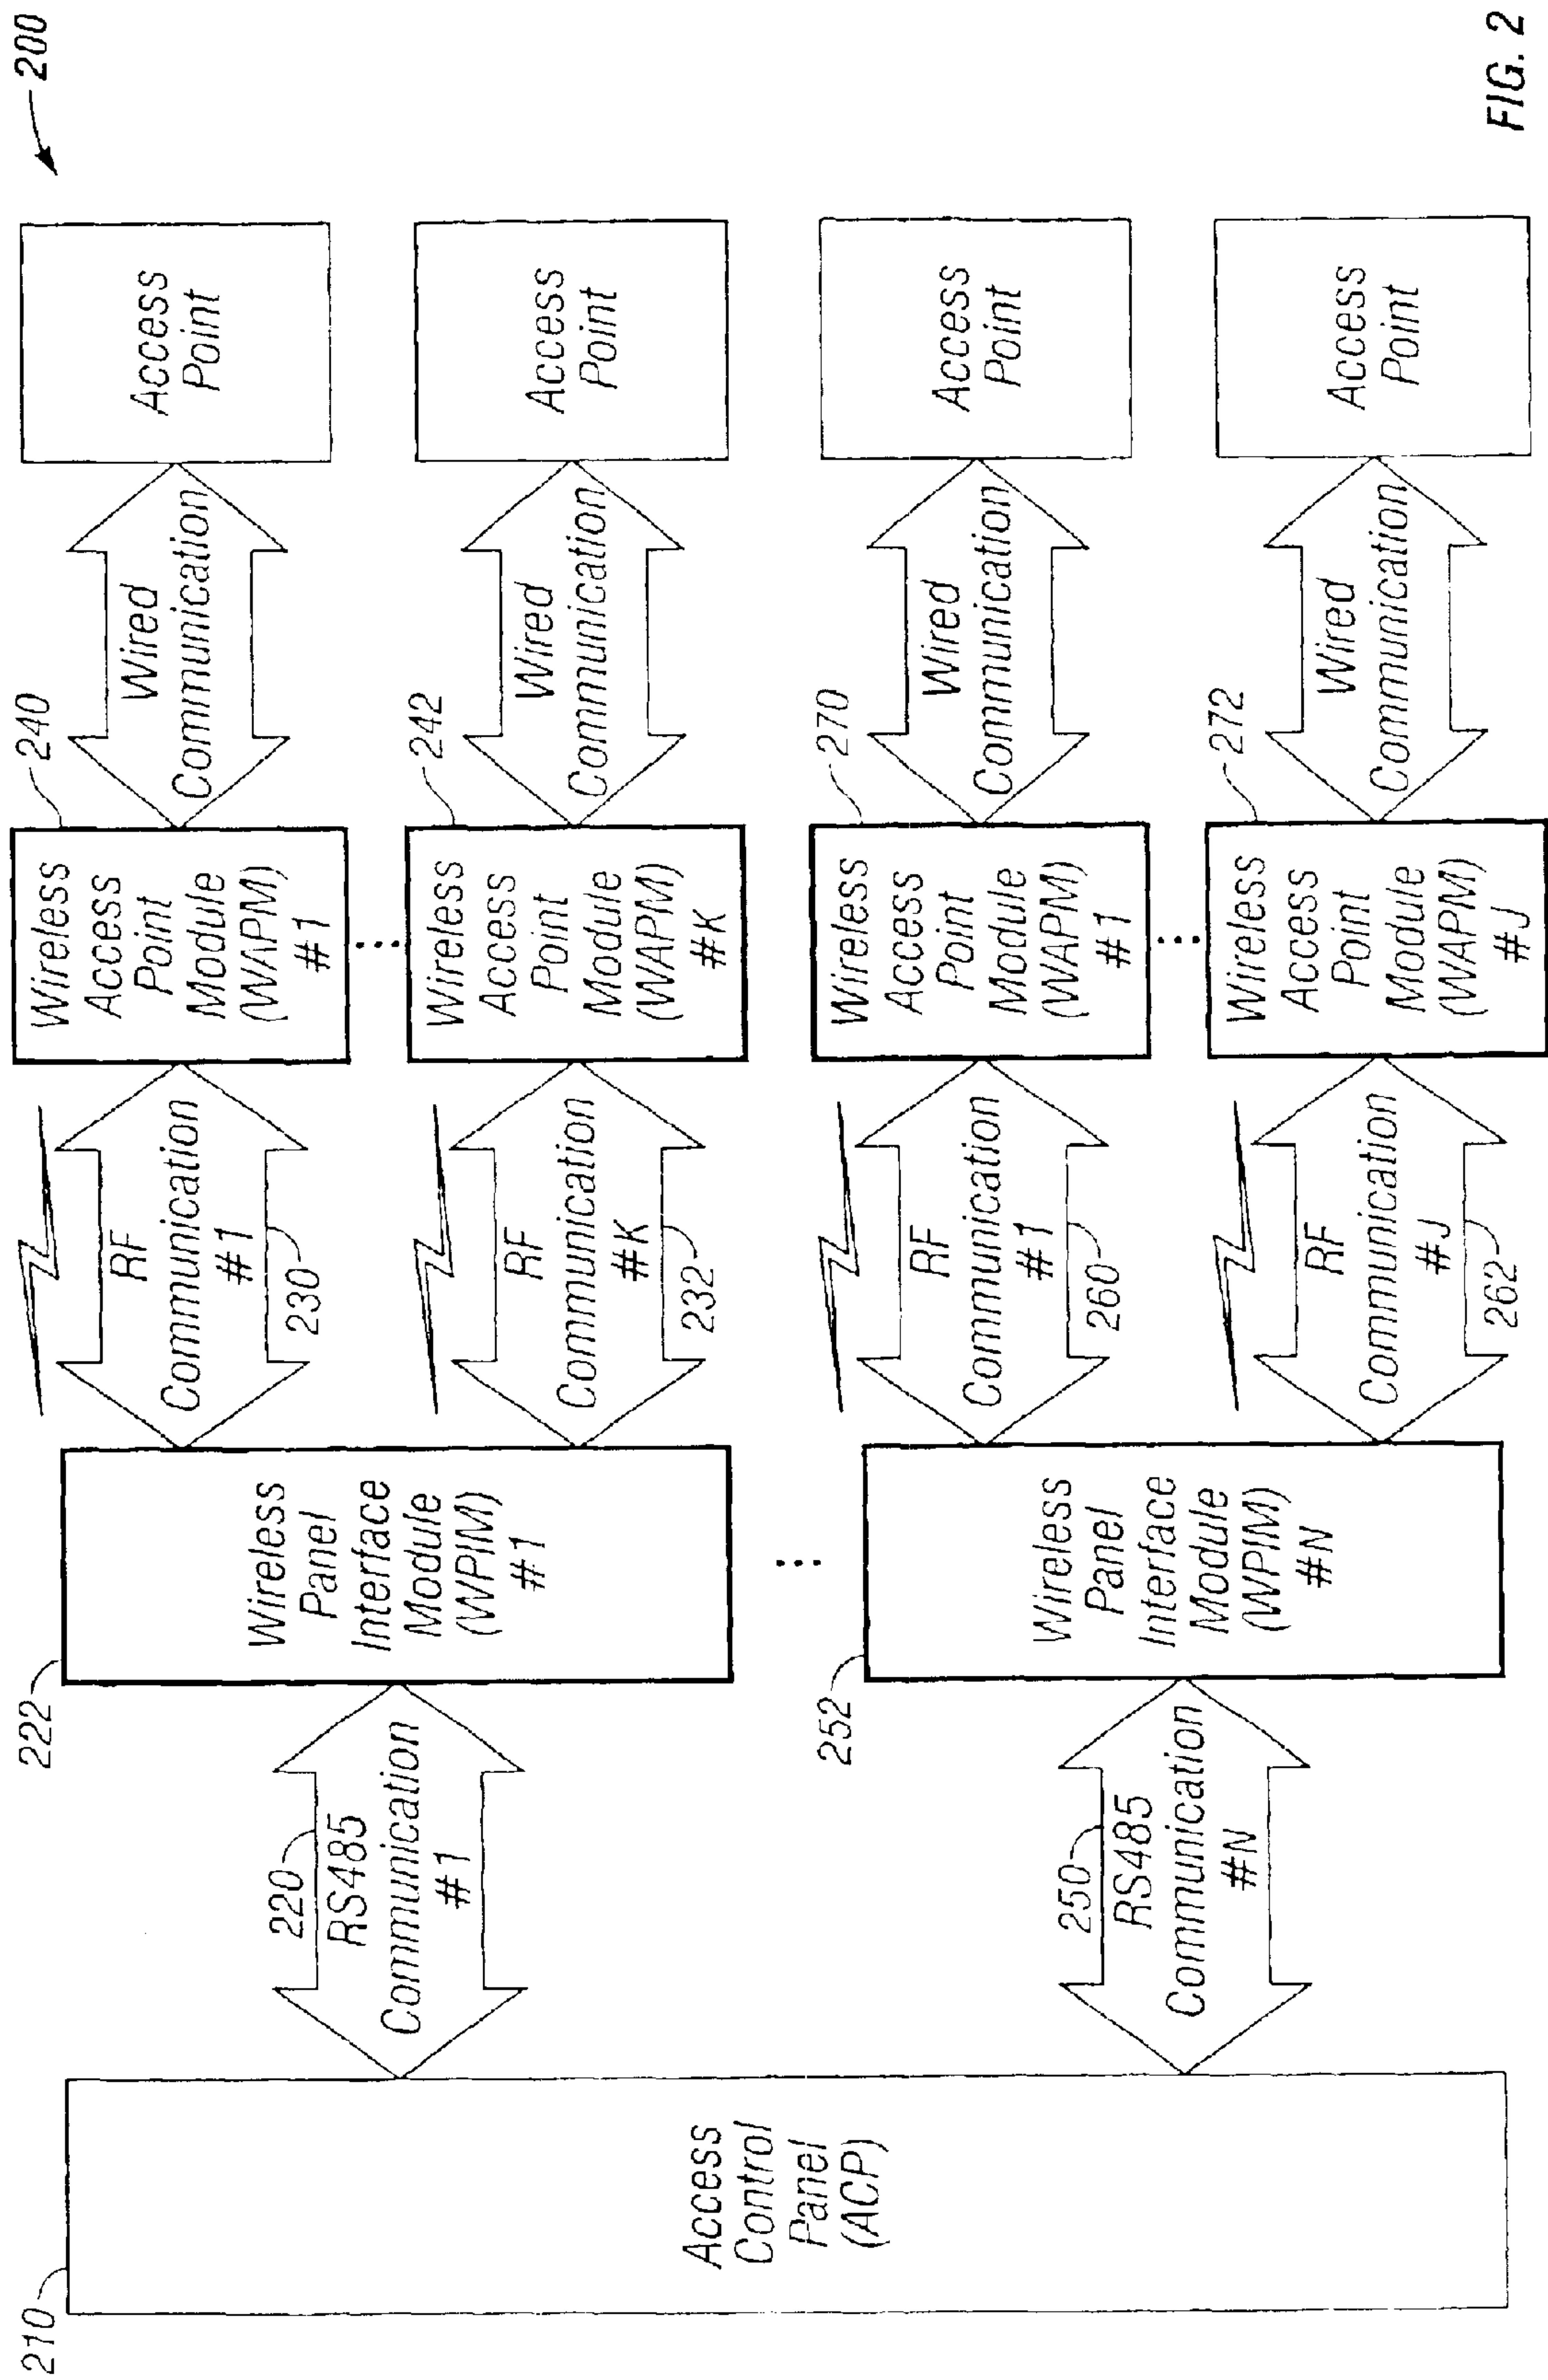 200
210
Access
Control
Panel
(ACP)
220
RS485
Communication
#1
250
RS485
Communication
#N
222
Wireless
Panel
Interface
Module
(WPIM)
#1
252
Wireless
Panel
Interface
Module
(WPIM)
#N
RF
Communication
#1
230
RF
Communication
#K
232
RF
Communication
#1
260
RF
Communication
#J
262
240
Wireless
Access
Point
Module
(WAPM)
#1
242
Wireless
Access
Point
Module
(WAPM)
#K
270
Wireless
Access
Point
Module
(WAPM)
#1
272
Wireless
Access
Point
Module
(WAPM)
#J
Wired
Communication
Wired
Communication
Wired
Communication
Wired
Communication
Access
Point
Access
Point
Access
Point
Access
Point
FIG. 2